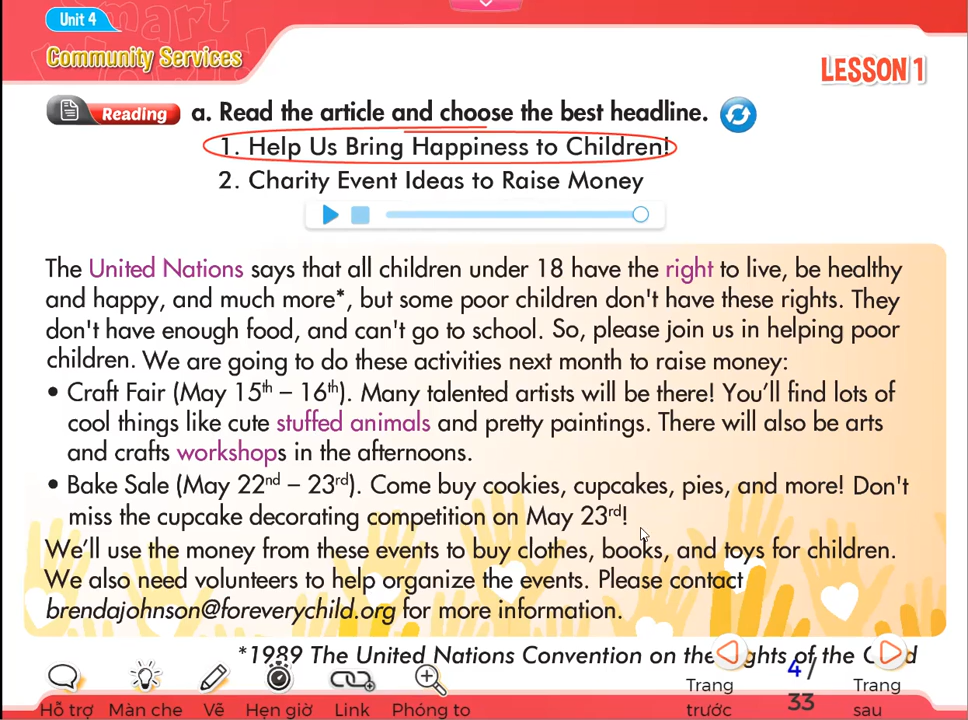 Unit 4
Community Services
LESSON 1
Reading
a. Read the article and choose the best headline.
1. Help Us Bring Happiness to Children!
2. Charity Event Ideas to Raise Money
The United Nations says that all children under 18 have the right to live, be healthy
and happy, and much more*, but some poor children don't have these rights. They
don't have enough food, and can't go to school. So, please join us in helping poor
children. We are going to do these activities next month to raise money:
• Craft Fair (May 15th – 16th). Many talented artists will be there! You'll find lots of
cool things like cute stuffed animals and pretty paintings. There will also be arts
and crafts workshops in the afternoons.
• Bake Sale (May 22nd – 23rd). Come buy cookies, cupcakes, pies, and more! Don't
miss the cupcake decorating competition on May 23rd!
We'll use the money from these events to buy clothes, books, and toys for children.
We also need volunteers to help organize the events. Please contact
brendajohnson@foreverychild.org for more information.
*1989 The United Nations Convention on the of the
Hỗ trợ
Màn che
Vẽ
Hẹn giờ
Link
Phóng to
Trang trước
4 / 33
Trang sau